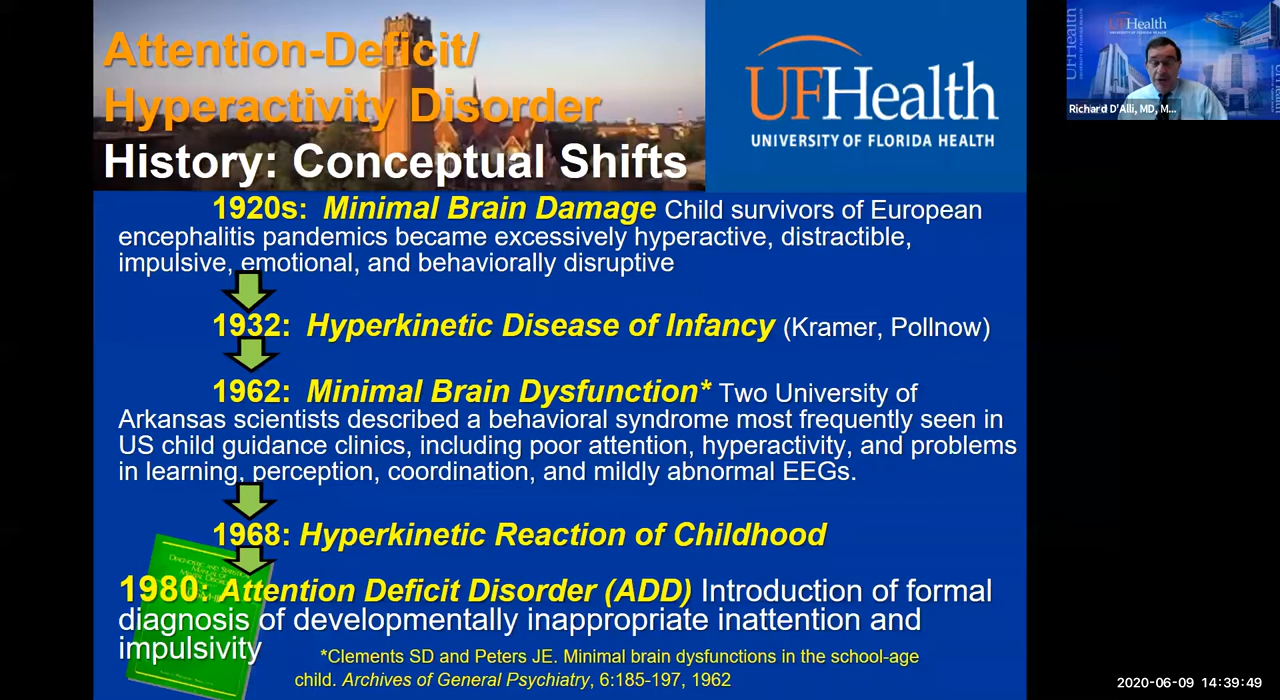 Attention-Deficit/
Hyperactivity Disorder
History: Conceptual Shifts
UFHealth
UNIVERSITY OF FLORIDA HEALTH
1920s: Minimal Brain Damage Child survivors of European
encephalitis pandemics became excessively hyperactive, distractible,
impulsive, emotional, and behaviorally disruptive
1932: Hyperkinetic Disease of Infancy (Kramer, Pollnow)
1962: Minimal Brain Dysfunction* Two University of
Arkansas scientists described a behavioral syndrome most frequently seen in
US child guidance clinics, including poor attention, hyperactivity, and problems
in learning, perception, coordination, and mildly abnormal EEGs.
1968: Hyperkinetic Reaction of Childhood
1980: Attention Deficit Disorder (ADD) Introduction of formal
diagnosis of developmentally inappropriate inattention and
impulsivity
*Clements SD and Peters JE. Minimal brain dysfunctions in the school-age
child. Archives of General Psychiatry, 6:185-197, 1962
UFHealth
UFHealth
Richard D'Alli, MD, M...
2020-06-09 14:39:49